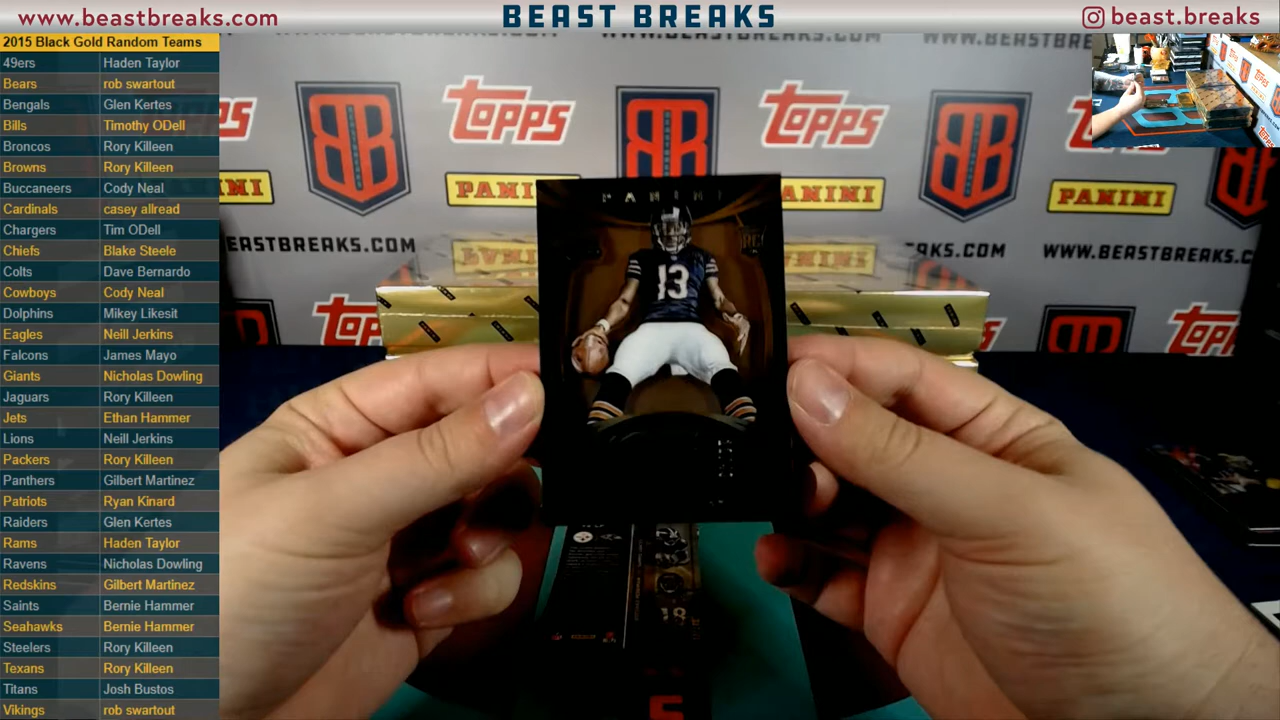 www.beastbreaks.com
BEAST BREAKS
beast.breaks
2015 Black Gold Random Teams
49ers Haden Taylor
Bears rob swartout
Bengals Glen Kertes
Bills Timothy ODell
Broncos Rory Killeen
Browns Rory Killeen
Buccaneers Cody Neal
Cardinals casey allread
Chargers Tim ODell
Chiefs Blake Steele
Colts Dave Bernardo
Cowboys Cody Neal
Dolphins Mikey Likesit
Eagles Neill Jerkins
Falcons James Mayo
Giants Nicholas Dowling
Jaguars Rory Killeen
Jets Ethan Hammer
Lions Neill Jerkins
Packers Rory Killeen
Panthers Gilbert Martinez
Patriots Ryan Kinard
Raiders Glen Kertes
Rams Haden Taylor
Ravens Nicholas Dowling
Redskins Gilbert Martinez
Saints Bernie Hammer
Seahawks Bernie Hammer
Steelers Rory Killeen
Texans Rory Killeen
Titans Josh Bustos
Vikings rob swartout
WWW.BEASTBRE
TOPPS
TOPPS
PANINI
PANINI
PANINI
BEASTBREAKS.COM
KS.COM
WWW.BEASTBREAKS.C
PANINI
13